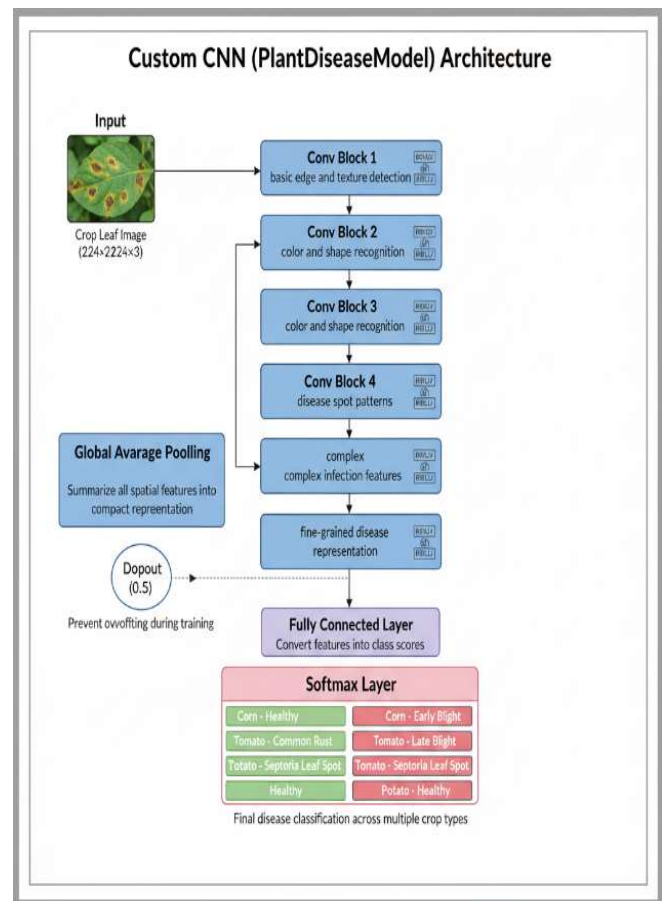 Custom CNN (PlantDiseaseModel) Architecture
Input
Crop Leaf Image
(224×2224×3)
Conv Block 1
basic edge and texture detection
Conv Block 2
color and shape recognition
Conv Block 3
color and shape recognition
Conv Block 4
disease spot patterns
Global Avarage Poolling
Summarize all spatial features into
compact repreentation
complex
complex infection features
fine-grained disease
representation
Dopout
(0.5)
Prevent ovvoffting during training
Fully Connected Layer
Convert features into class scores
Softmax Layer
Corn - Healthy
Corn - Early Blight
Tomato - Common Rust
Tomato - Late Blight
Totato - Septoria Leaf Spot
Tomato - Septoria Leaf Spot
Healthy
Potato - Healthy
Final disease classification across multiple crop types